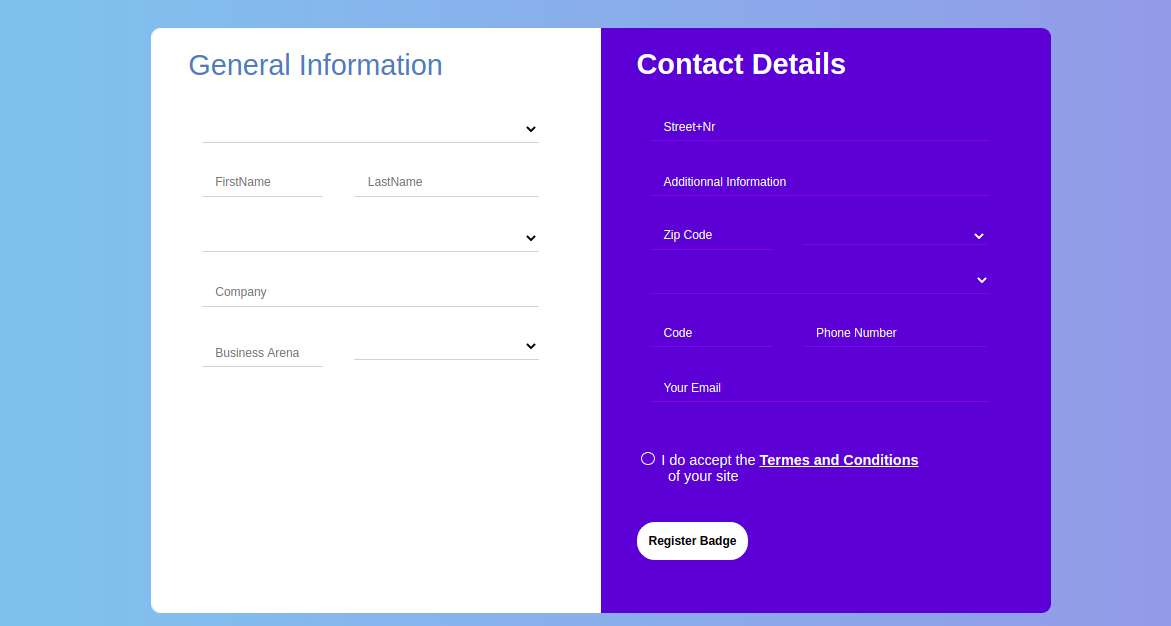 General Information
FirstName
LastName
Company
Business Arena
Contact Details
Street+Nr
Additionnal Information
Zip Code
Code
Phone Number
Your Email
I do accept the Termes and Conditions
of your site
Register Badge